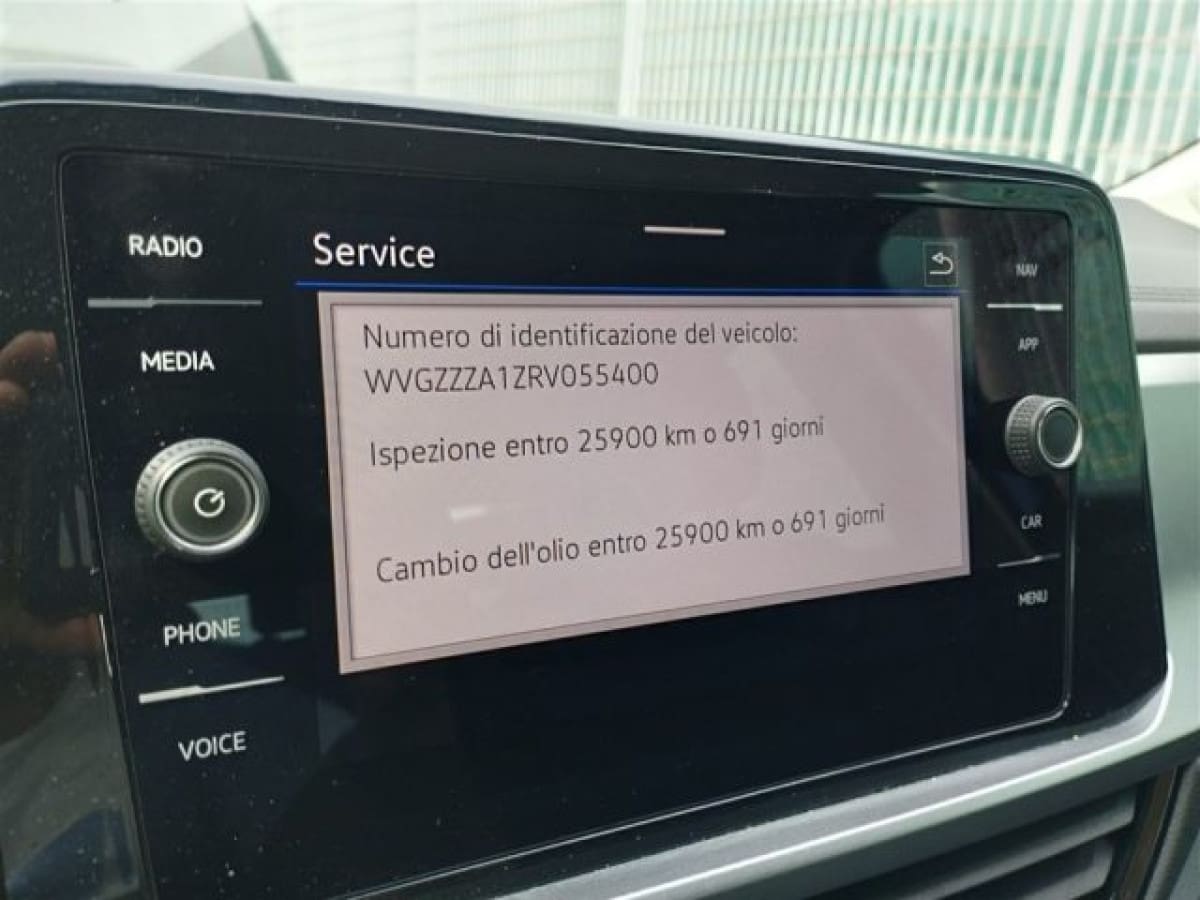 RADIO
MEDIA
PHONE
VOICE
Service
Numero di identificazione del veicolo:
WVGZZZA1ZRV055400
Ispezione entro 25900 km o 691 giorni
Cambio dell'olio entro 25900 km o 691 giorni
NAV
APP
CAR
MENU